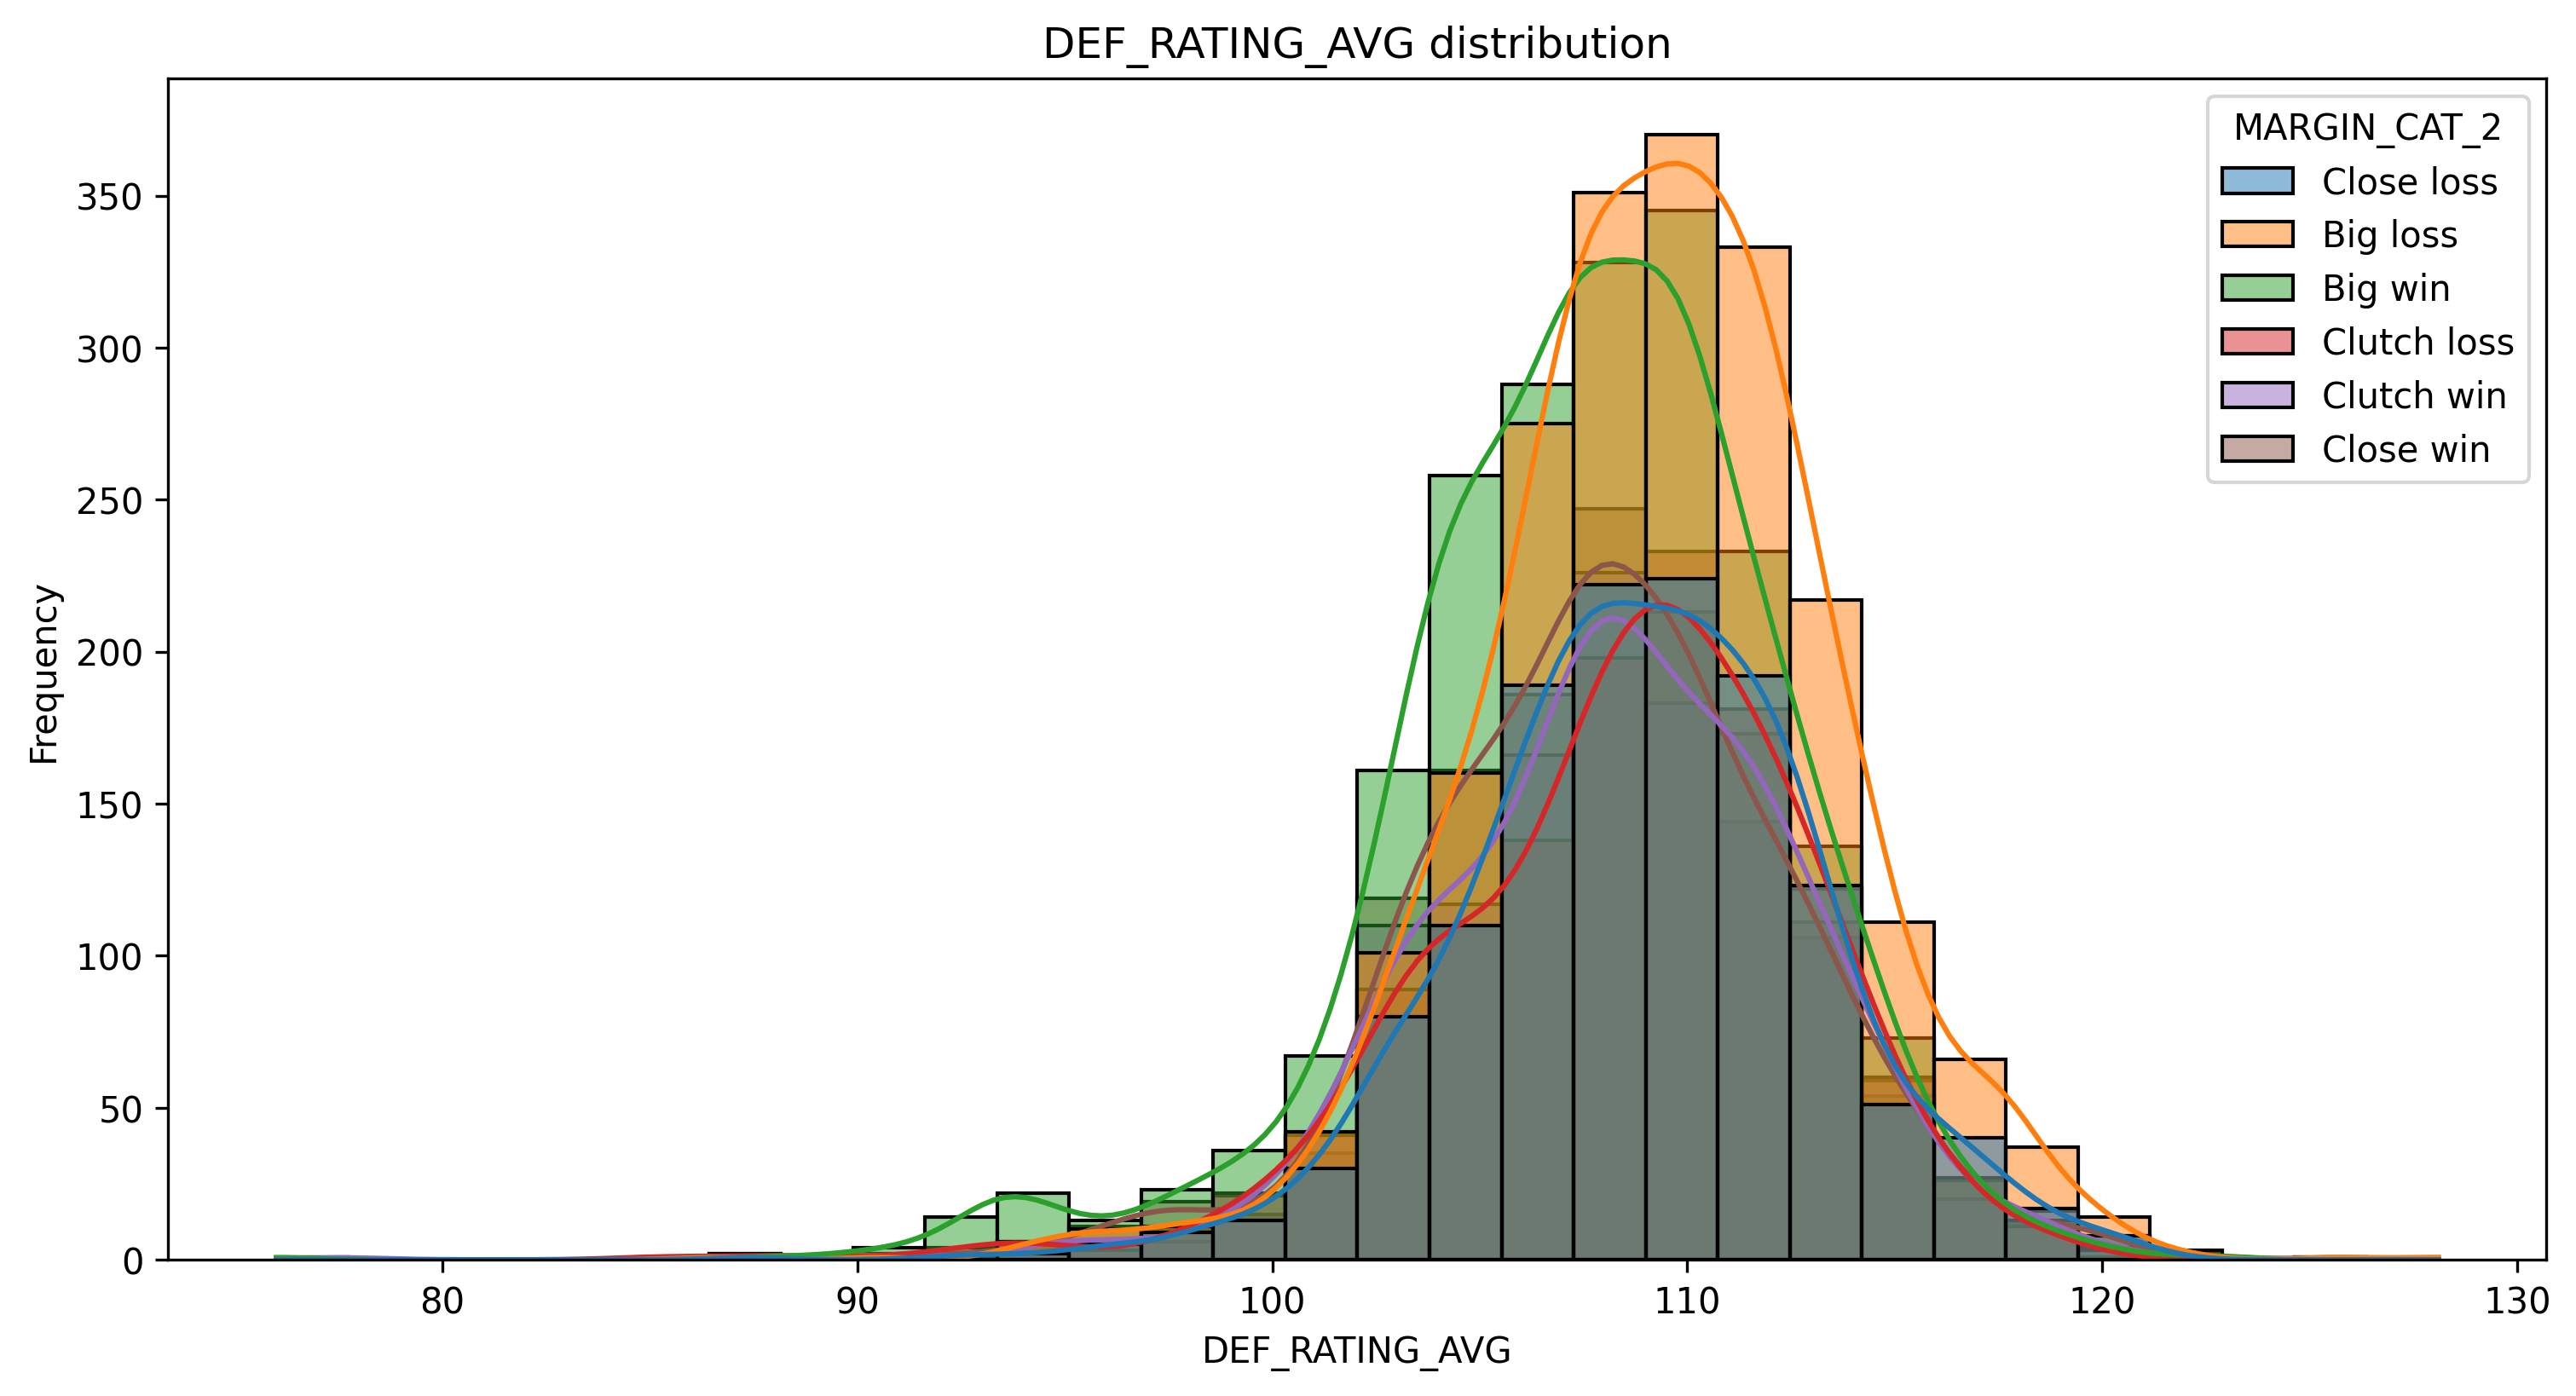 DEF_RATING_AVG distribution
MARGIN_CAT_2
Close loss
Big loss
Big win
Clutch loss
Clutch win
Close win
Frequency
350
300
250
200
150
100
50
0
80 90 100 110 120 130
DEF_RATING_AVG